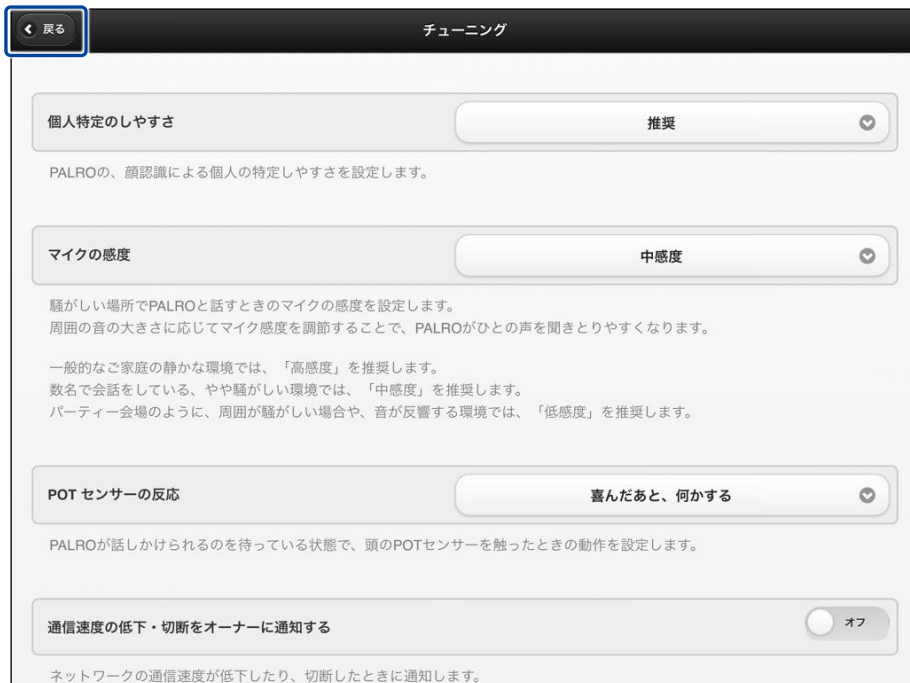 戻る
チューニング
個人特定のしやすさ
推奨
PALROの、顔認識による個人の特定しやすさを設定します。
マイクの感度
中感度
騒がしい場所でPALROと話すときのマイクの感度を設定します。
周囲の音の大きさに応じてマイク感度を調節することで、PALROがひとの声を聞きとりやすくなります。
一般的なご家庭の静かな環境では、「高感度」を推奨します。
数名で会話をしている、やや騒がしい環境では、「中感度」を推奨します。
パーティー会場のように、周囲が騒がしい場合や、音が反響する環境では、「低感度」を推奨します。
POT センサーの反応
喜んだあと、何かする
PALROが話しかけられるのを待っている状態で、頭のPOTセンサーを触ったときの動作を設定します。
通信速度の低下・切断をオーナーに通知する
オフ
ネットワークの通信速度が低下したり、切断したときに通知します。